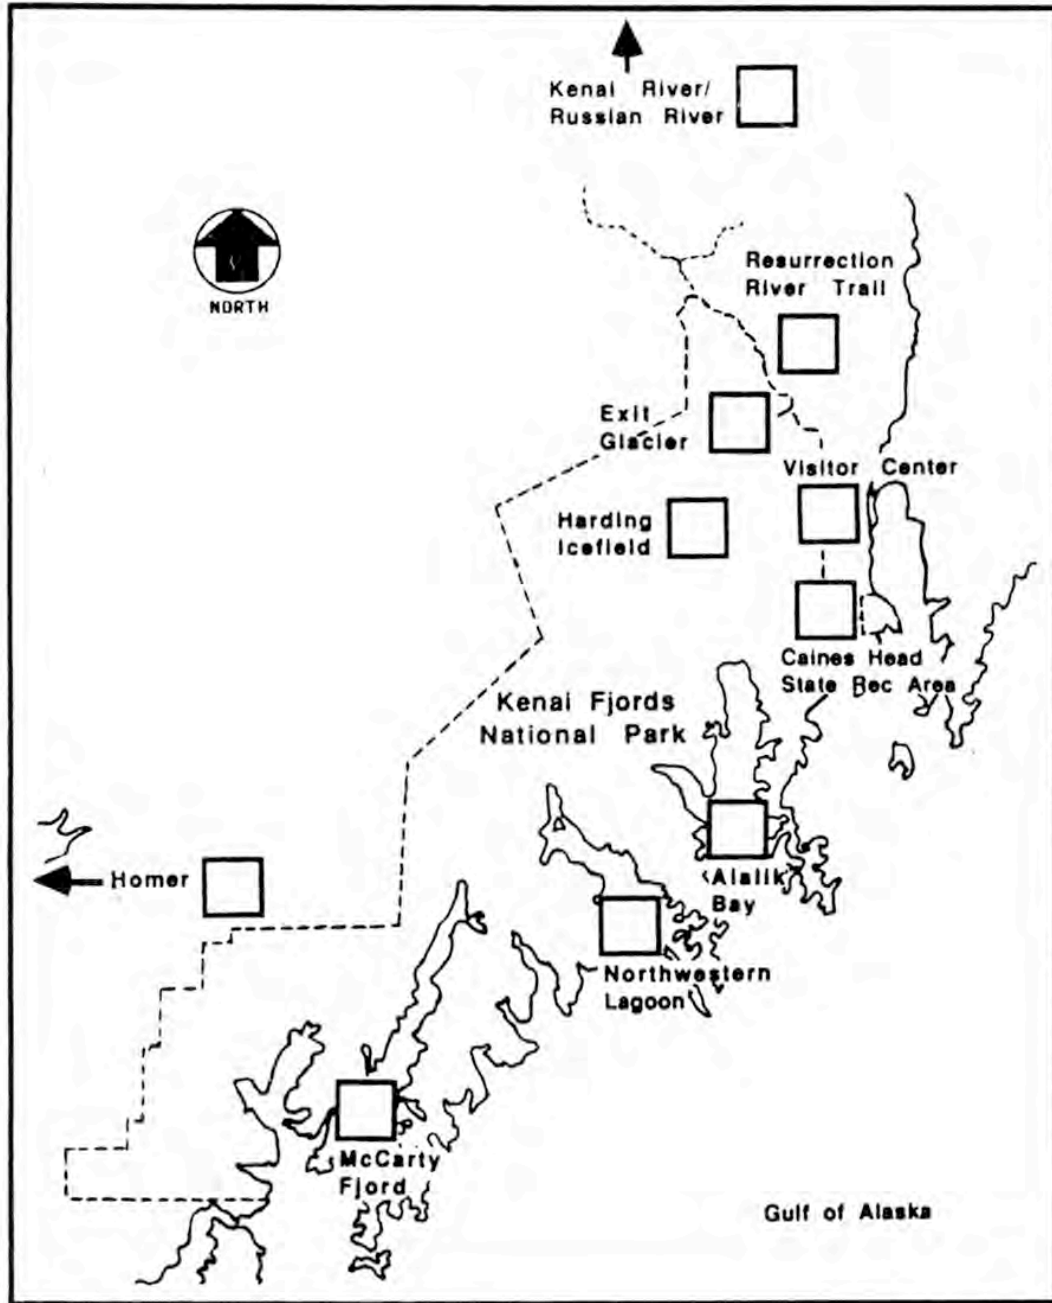 Kenai River/
Russian River
NORTH
Resurrection
River Trail
Exit
Glacier
Visitor Center
Harding
Icefield
Caines Head
State Rec Area
Kenai Fjords
National Park
Homer
Aialik
Bay
Northwestern
Lagoon
McCarty
Fjord
Gulf of Alaska